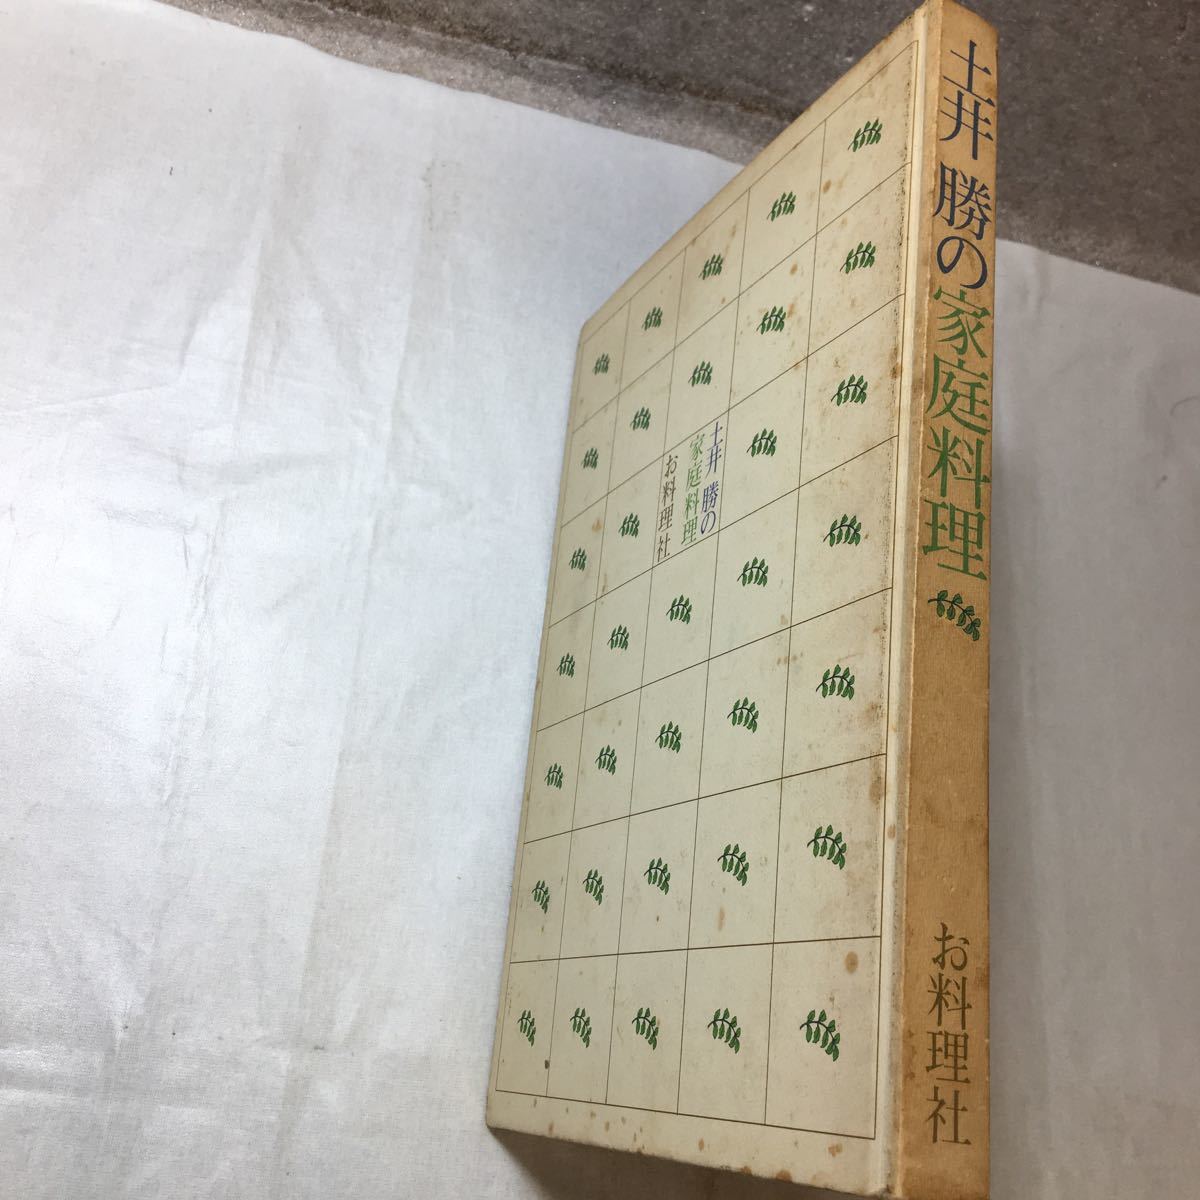 土井 勝の
家庭料理
お料理社
土井 勝の家庭料理
お料理社